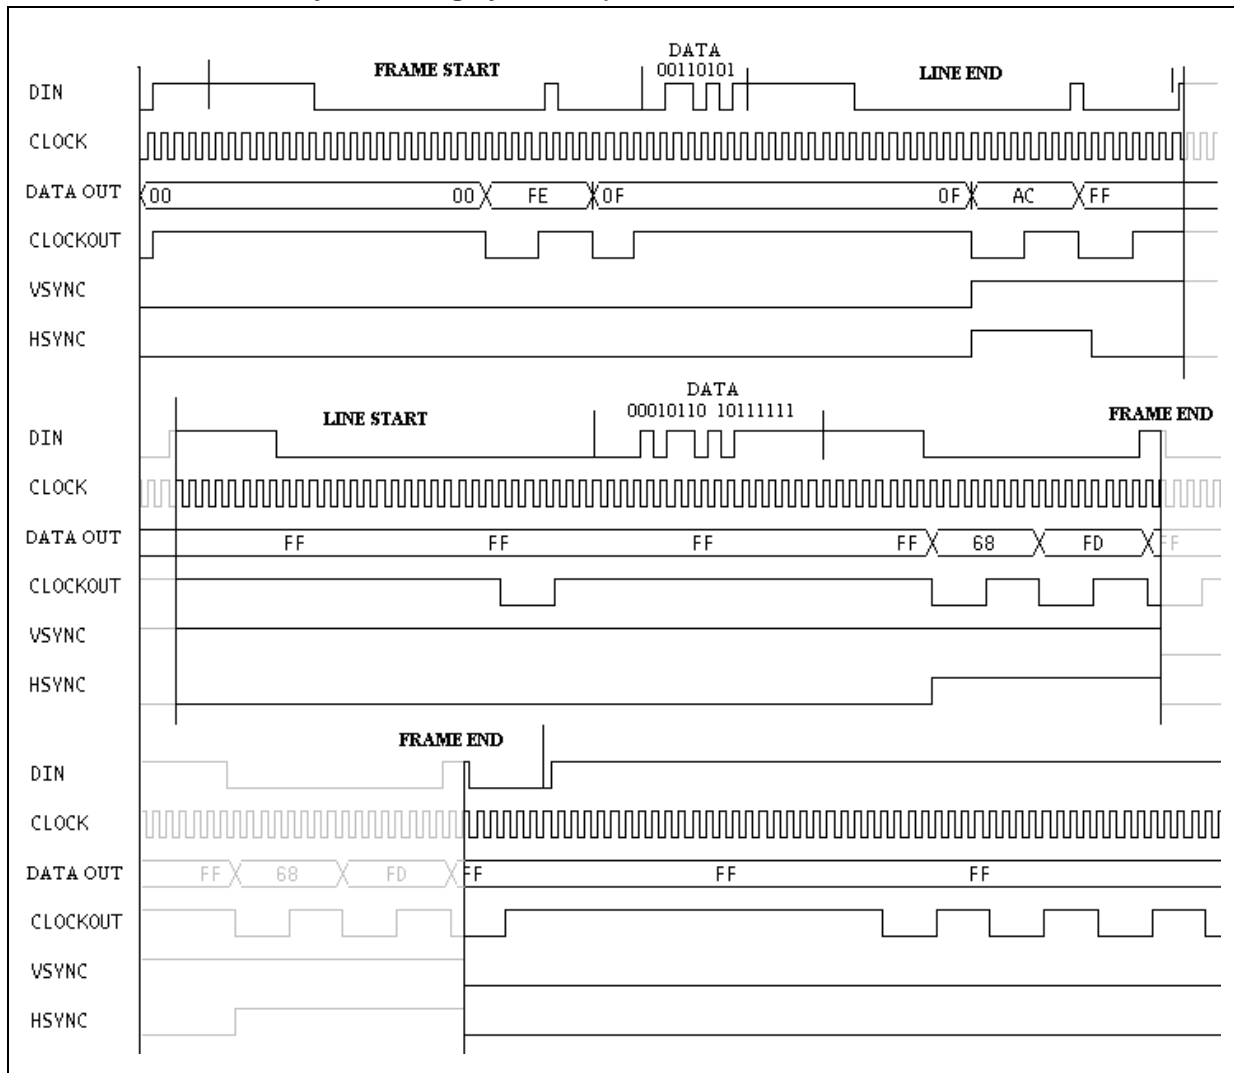 DATA
FRAME START 00110101 LINE END
DIN
CLOCK
DATA OUT 00 00 FE 0F 0F AC FF
CLOCKOUT
VSYNC
HSYNC
DATA
LINE START 00010110 10111111 FRAME END
DIN
CLOCK
DATA OUT FF FF FF FF 68 FD FF
CLOCKOUT
VSYNC
HSYNC
FRAME END
DIN
CLOCK
DATA OUT FF 68 FD FF FF FF
CLOCKOUT
VSYNC
HSYNC